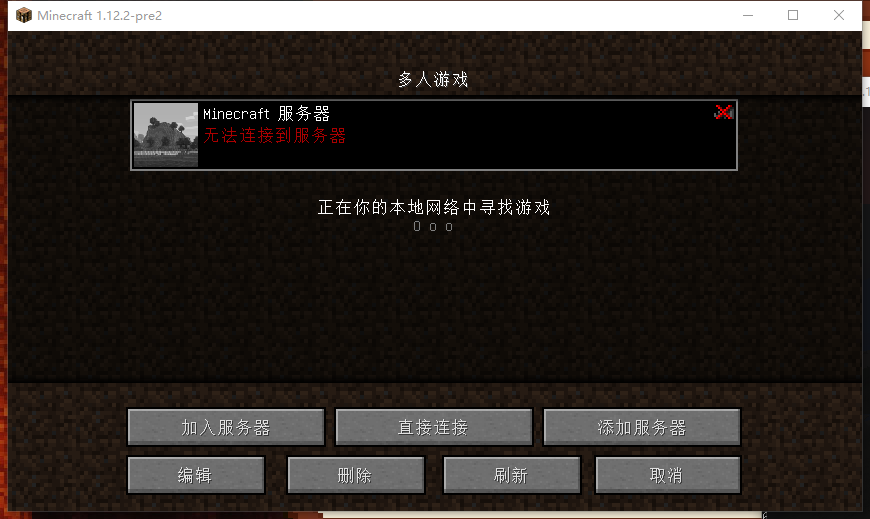 Minecraft 1.12.2-pre2
多人游戏
Minecraft 服务器
无法连接到服务器
正在你的本地网络中寻找游戏
O o o
加入服务器 直接连接 添加服务器
编辑 删除 刷新 取消